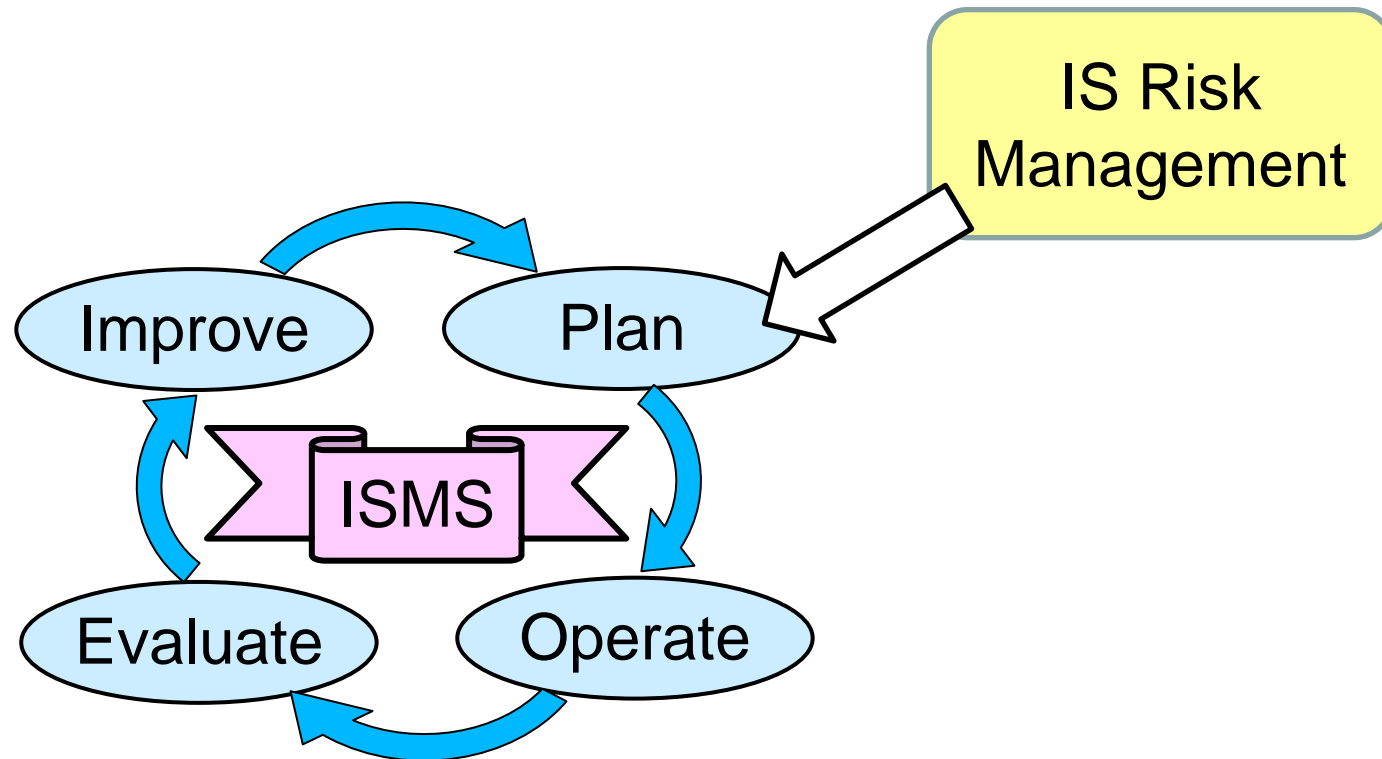 IS Risk
Management
Improve
Plan
ISMS
Evaluate
Operate